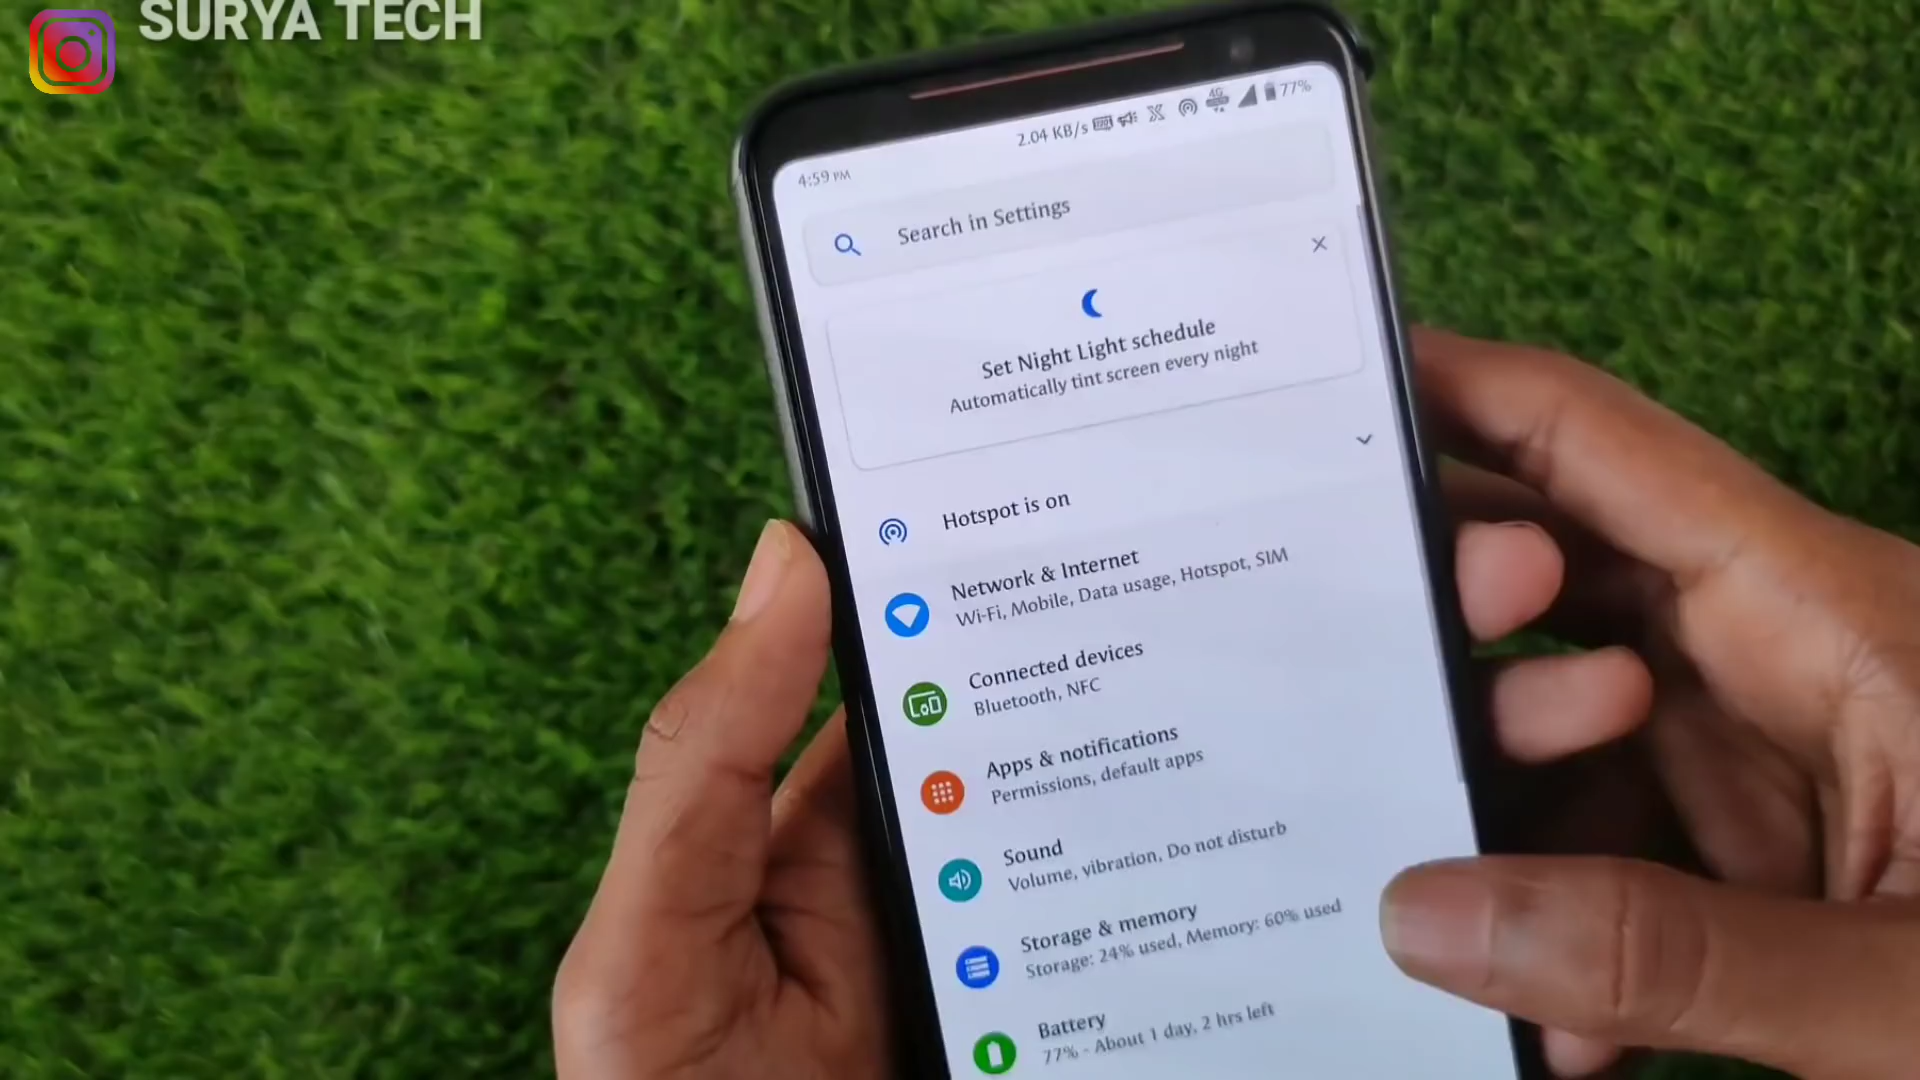 SURYA TECH
2.04 KB/s 4G 77%
4:59 PM
Search in Settings
Set Night Light schedule
Automatically tint screen every night
Hotspot is on
Network & Internet
Wi-Fi, Mobile, Data usage, Hotspot, SIM
Connected devices
Bluetooth, NFC
Apps & notifications
Permissions, default apps
Sound
Volume, vibration, Do not disturb
Storage & memory
Storage: 24% used, Memory: 60% used
Battery
77% - About 1 day, 2 hrs left